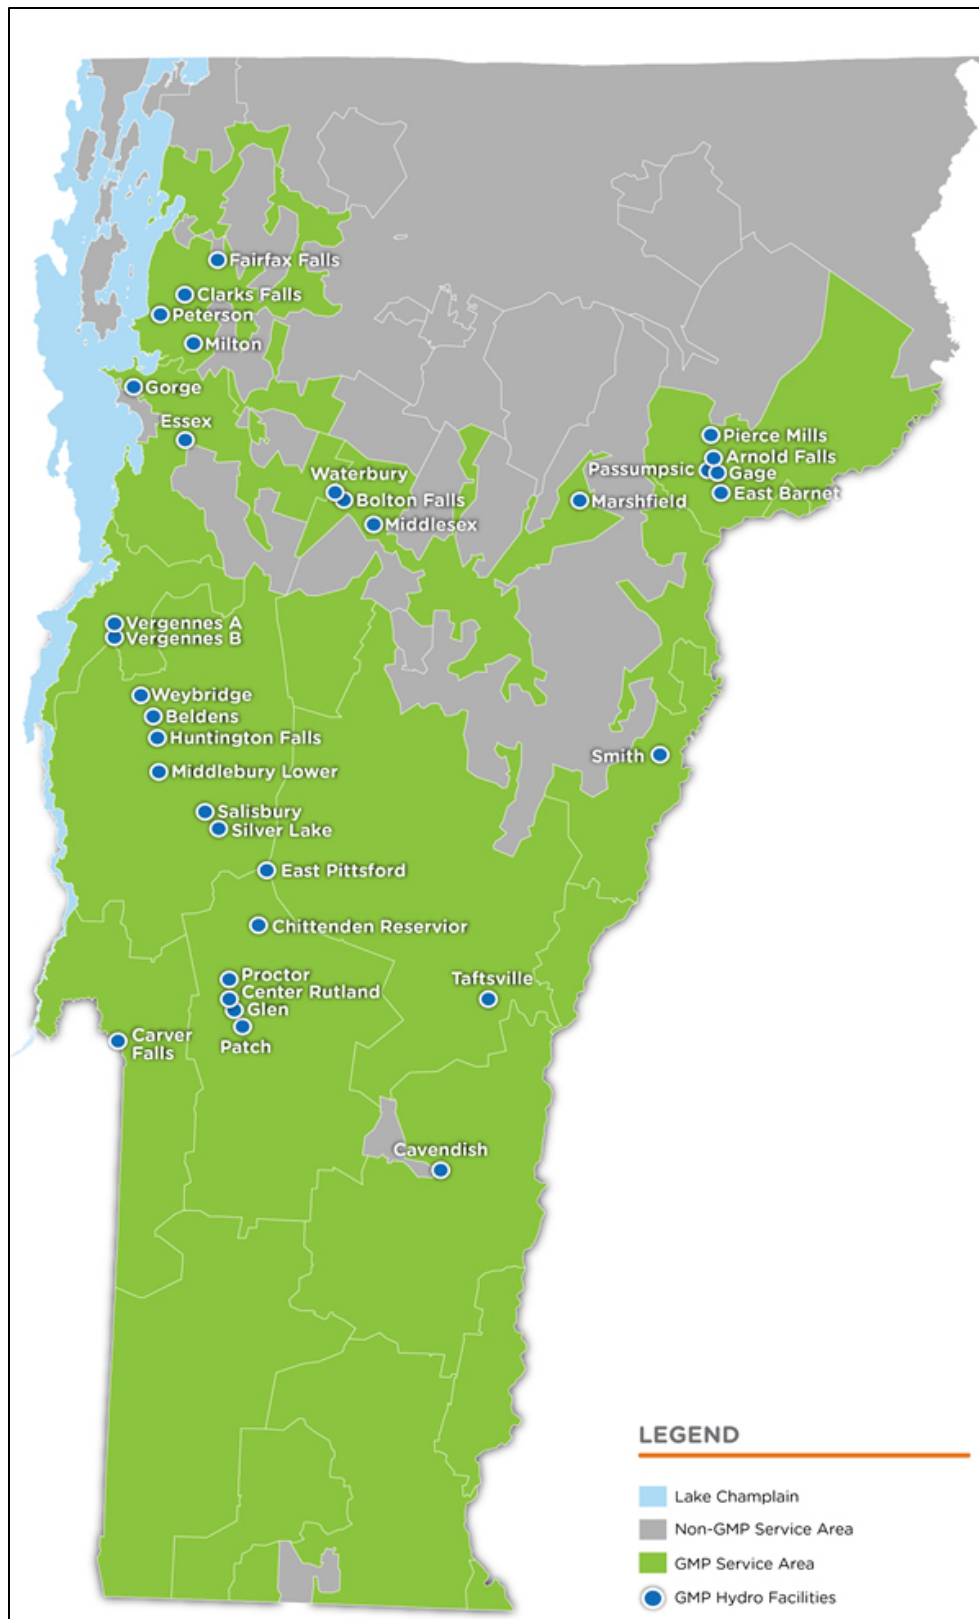 Fairfax Falls
Clarks Falls
Peterson
Milton
Gorge
Essex
Pierce Mills
Arnold Falls
Passumpsic
Gage
Waterbury
East Barnet
Bolton Falls
Marshfield
Middlesex
Vergennes A
Vergennes B
Weybridge
Beldens
Huntington Falls
Smith
Middlebury Lower
Salisbury
Silver Lake
East Pittsford
Chittenden Reservior
Proctor
Taftsville
Center Rutland
Glen
Carver
Falls
Patch
Cavendish
LEGEND
Lake Champlain
Non-GMP Service Area
GMP Service Area
GMP Hydro Facilities